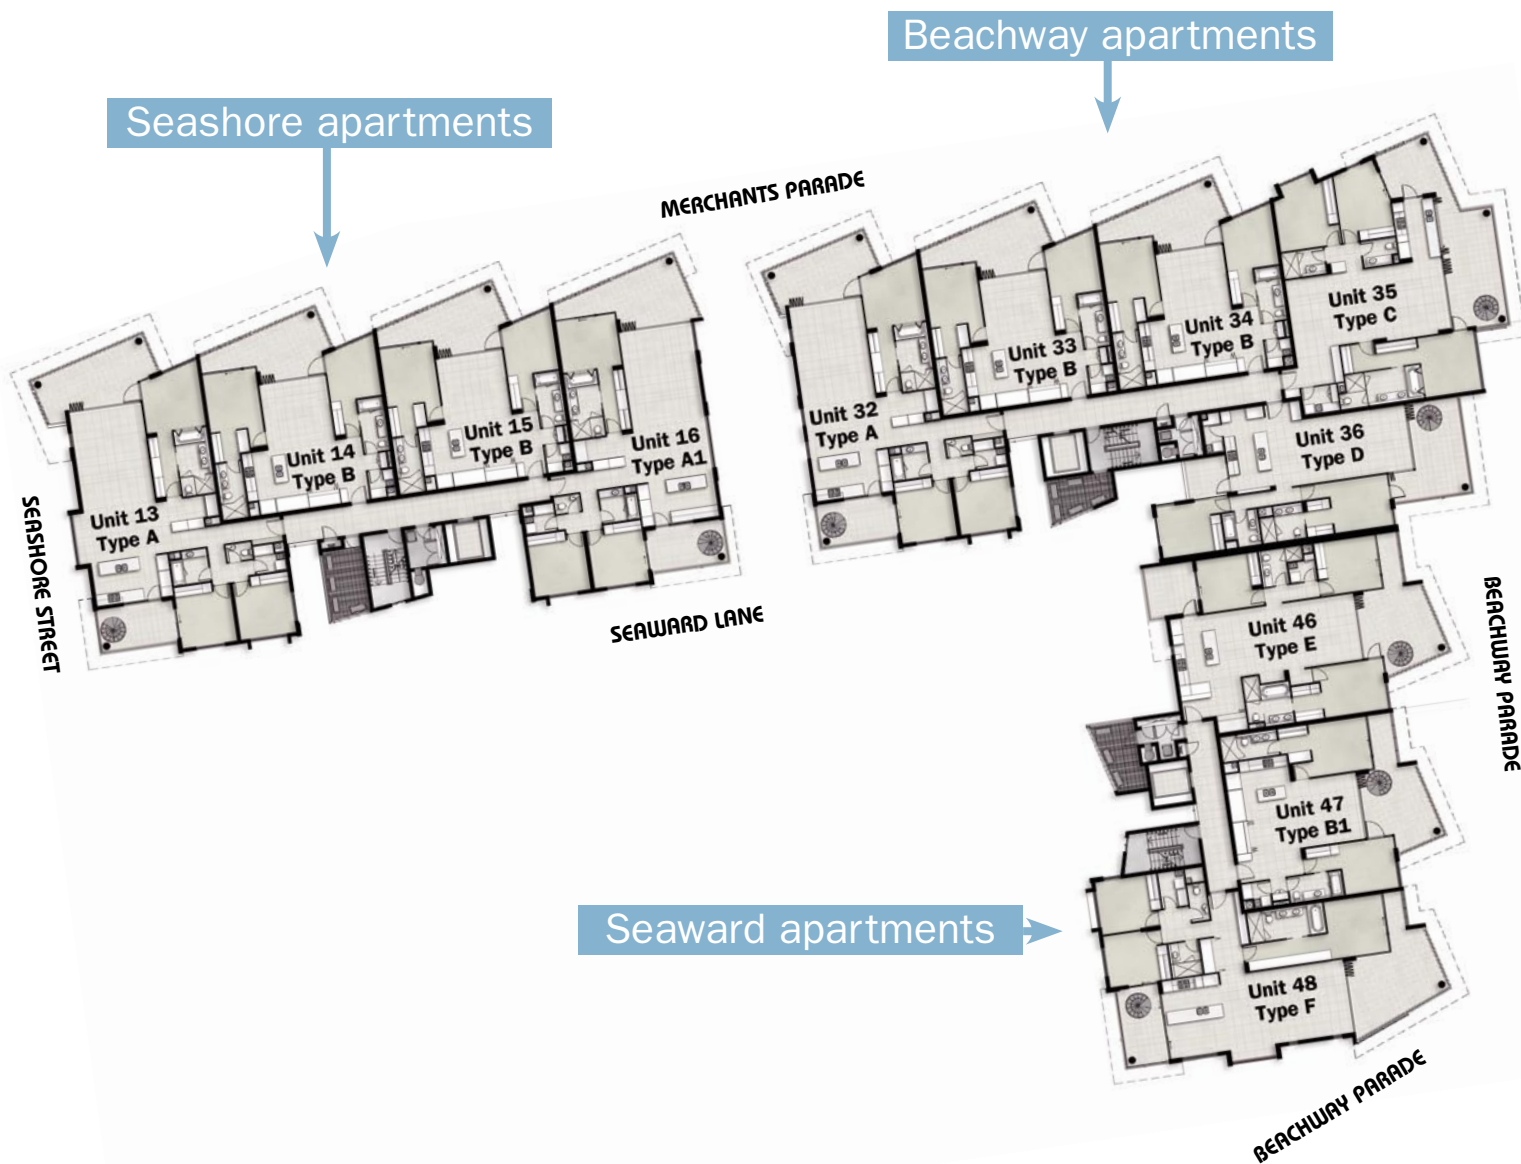 Beachway apartments
Seashore apartments
MERCHANTS PARADE
Unit 35
Type C
Unit 34
Type B
Unit 33
Type B
Unit 32
Type A
Unit 36
Type D
Unit 16
Type A1
Unit 15
Type B
Unit 14
Type B
Unit 13
Type A
SEASHORE STREET
SEAWARD LANE
Unit 46
Type E
BEACHWAY PARADE
Unit 47
Type B1
Seaward apartments
Unit 48
Type F
BEACHWAY PARADE